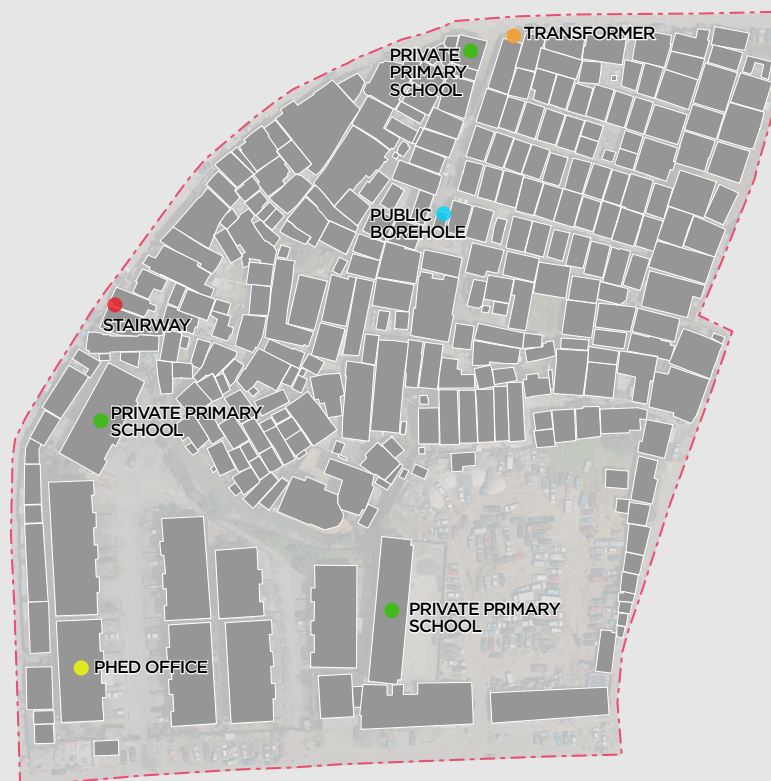 TRANSFORMER
PRIVATE
PRIMARY
SCHOOL
PUBLIC
BOREHOLE
STAIRWAY
PRIVATE PRIMARY
SCHOOL
PRIVATE PRIMARY
SCHOOL
PHED OFFICE